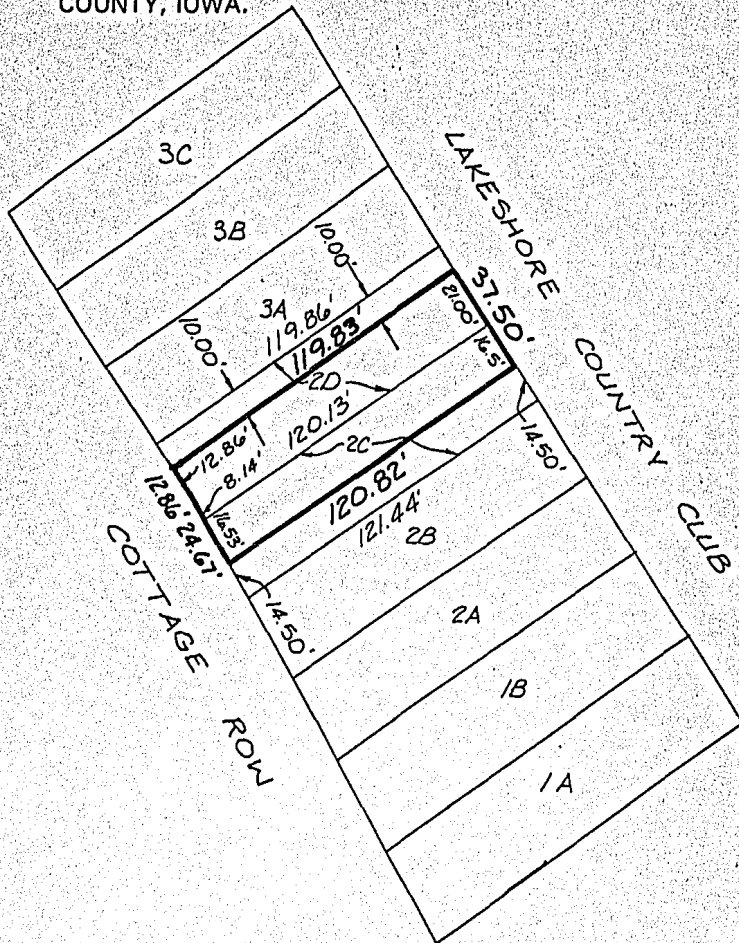 COUNTY, IOWA.
3C
LAKESHORE COUNTRY CLUB
3B
10.00'
3A
37.50'
119.86'
21.00'
10.00'
119.83'
16.5'
2D
120.13'
12.86'
2C
8.14'
14.50'
12.86' 24.67'
16.53'
120.82'
121.44'
2B
COTTAGE ROW
14.50'
2A
1B
1A